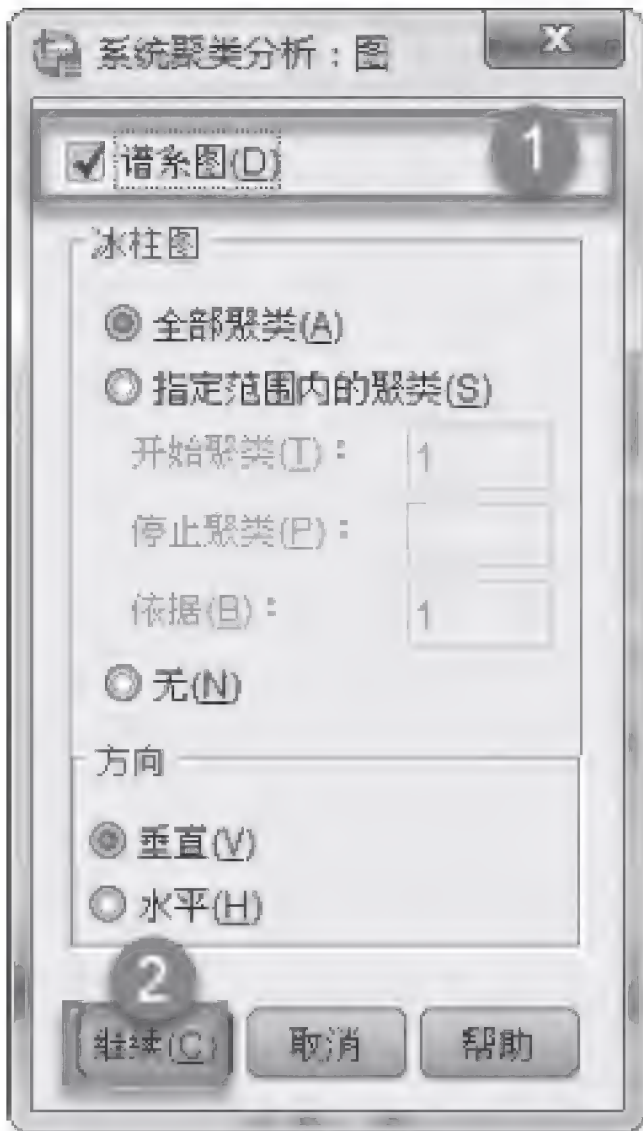 系统聚类分析：图
谱系图(D)
1
冰柱图
全部聚类(A)
指定范围内的聚类(S)
开始聚类(T)：
1
停止聚类(P)：
依据(B)：
1
无(N)
方向
垂直(V)
水平(H)
2
继续(C)
取消
帮助